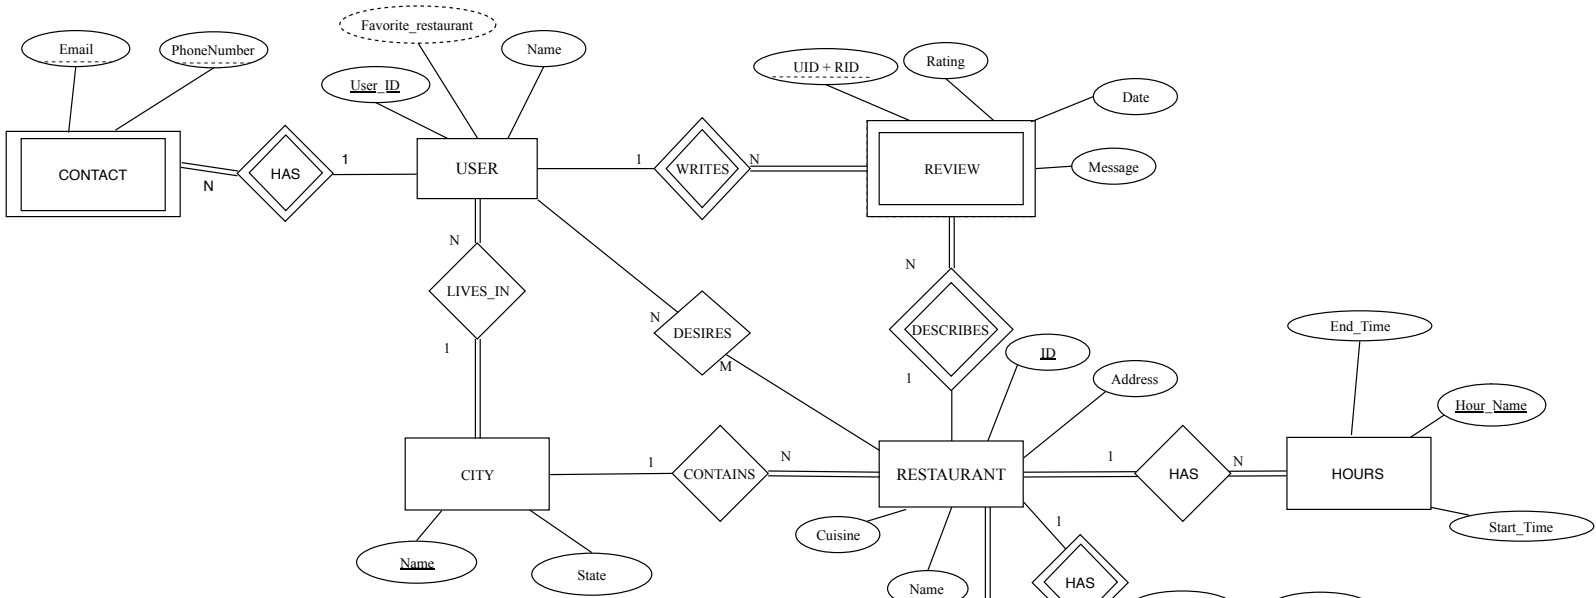 Favorite_restaurant
Email
PhoneNumber
Name
User_ID
UID + RID
Rating
Date
Message
CONTACT
N
HAS
1
USER
1
WRITES
N
REVIEW
N
LIVES_IN
1
N
DESIRES
M
N
DESCRIBES
1
ID
Address
End_Time
Hour_Name
CITY
1
CONTAINS
N
RESTAURANT
1
HAS
N
HOURS
Start_Time
Cuisine
1
Name
State
Name
HAS